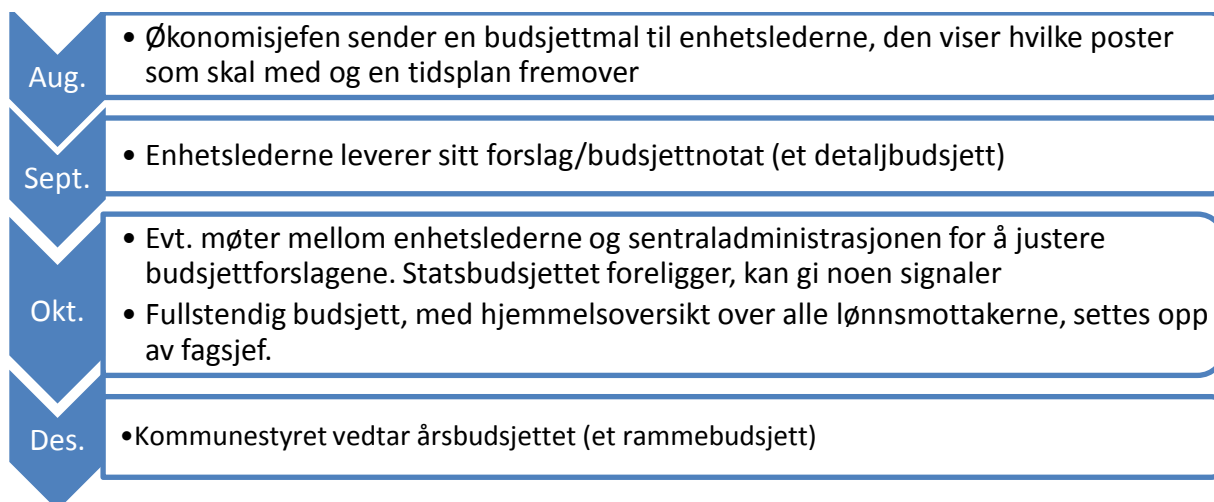 Aug.
• Økonomisjefen sender en budsjettmal til enhetslederne, den viser hvilke poster
som skal med og en tidsplan fremover
Sept.
• Enhetslederne leverer sitt forslag/budsjettnotat (et detaljbudsjett)
Okt.
• Evt. møter mellom enhetslederne og sentraladministrasjonen for å justere
budsjettforslagene. Statsbudsjettet foreligger, kan gi noen signaler
• Fullstendig budsjett, med hjemmelsoversikt over alle lønnsmottakerne, settes opp
av fagsjef.
Des.
•Kommunestyret vedtar årsbudsjettet (et rammebudsjett)